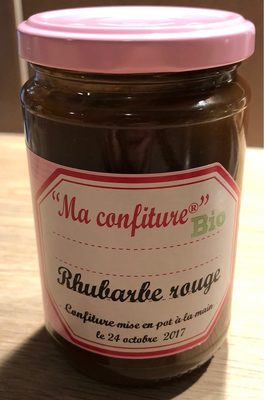 "Ma confiture®"
Bio
Rhubarbe rouge
Confiture mise en pot à la main
le 24 octobre 2017